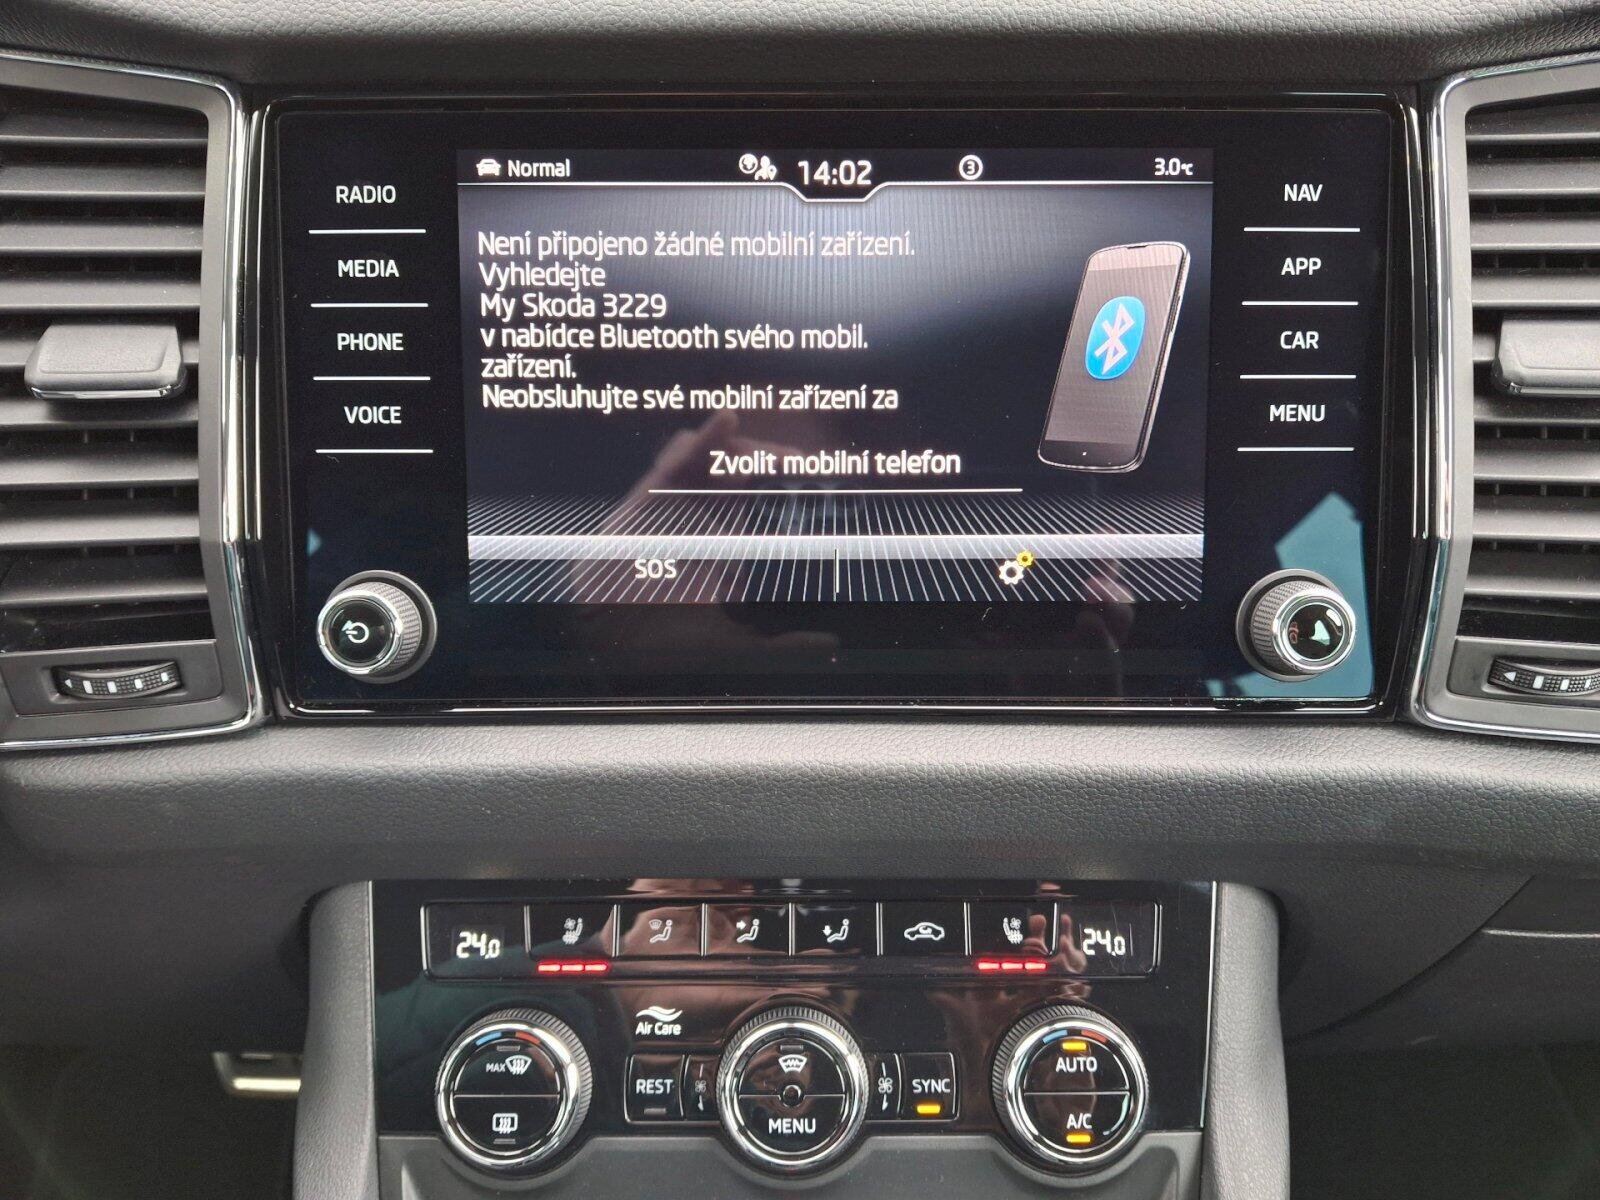 Normal
14:02
3
3.0°C
RADIO
MEDIA
PHONE
VOICE
Není připojeno žádné mobilní zařízení.
Vyhledejte
My Skoda 3229
v nabídce Bluetooth svého mobil.
zařízení.
Neobsluhujte své mobilní zařízení za
Zvolit mobilní telefon
SOS
NAV
APP
CAR
MENU
24.0
24.0
Air Care
MAX
REST
MENU
SYNC
AUTO
A/C